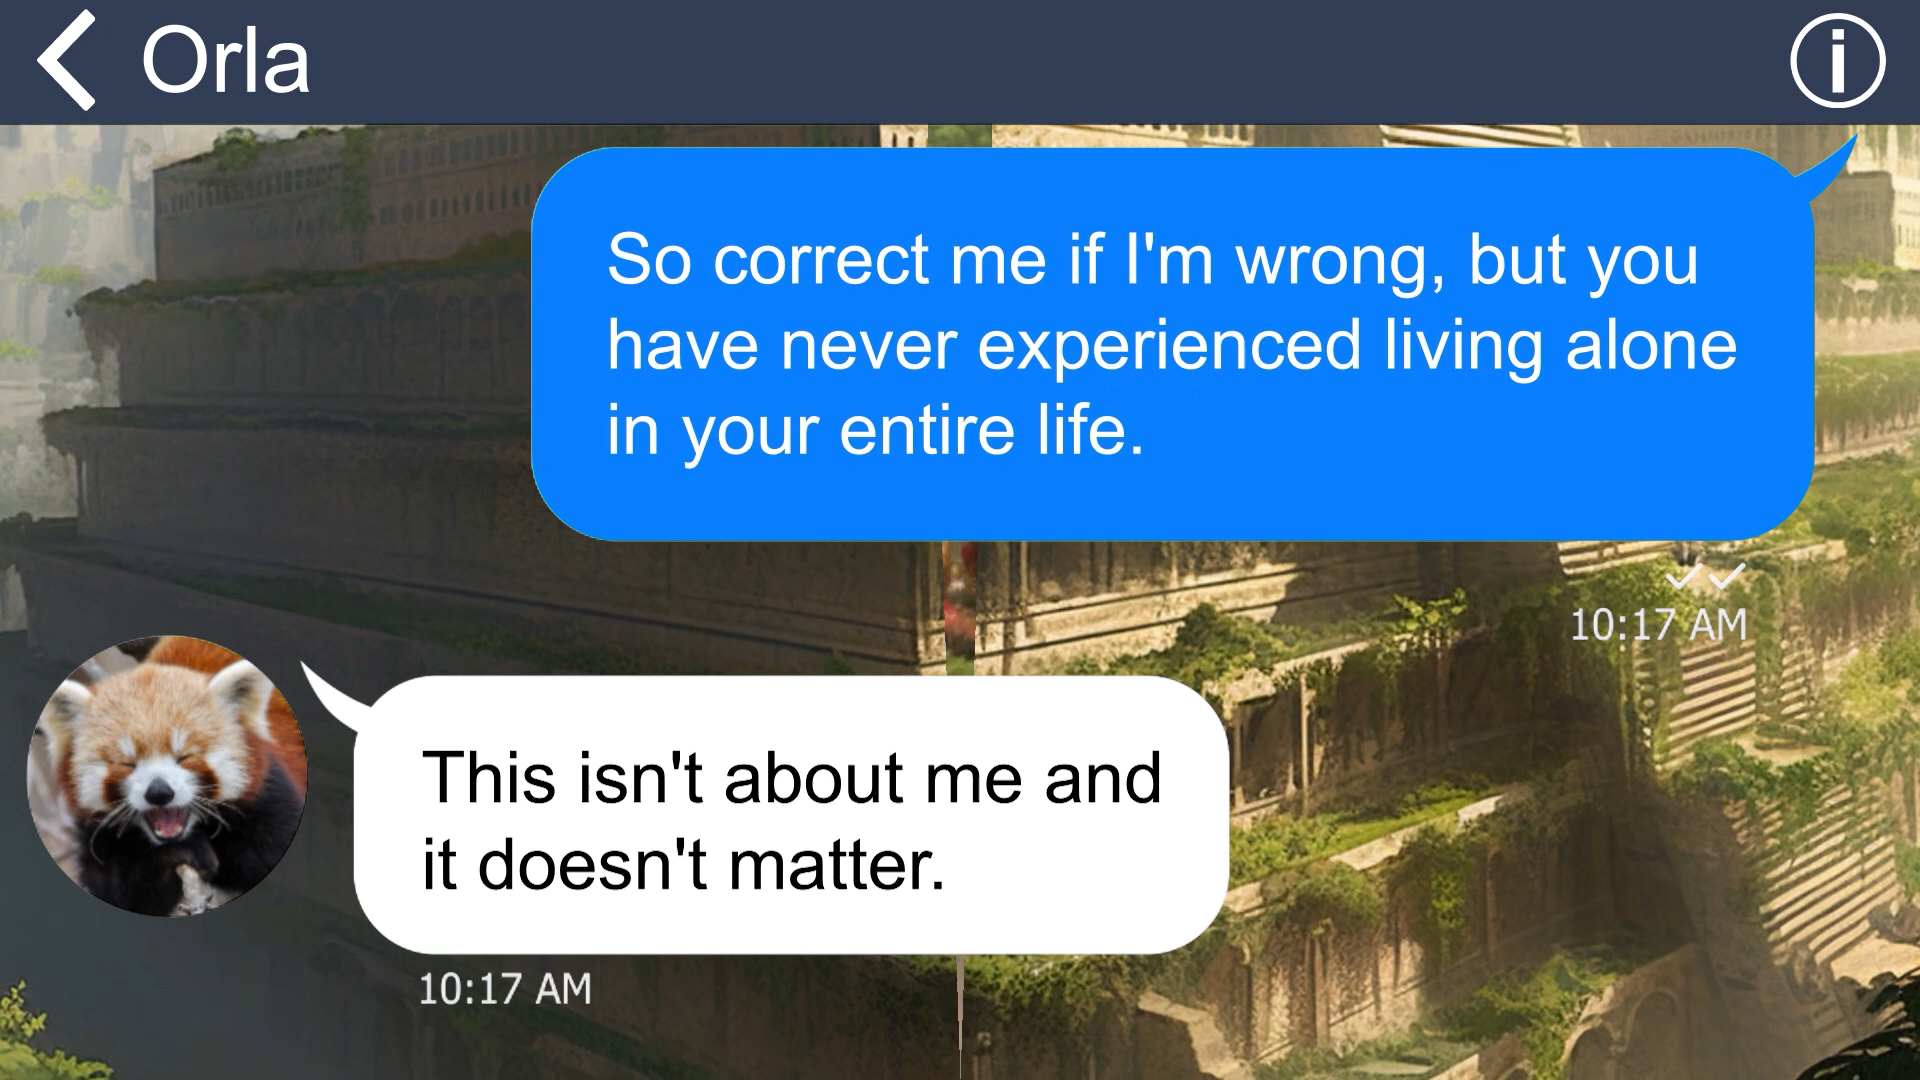 Orla
So correct me if I'm wrong, but you
have never experienced living alone
in your entire life.
10:17 AM
This isn't about me and
it doesn't matter.
10:17 AM